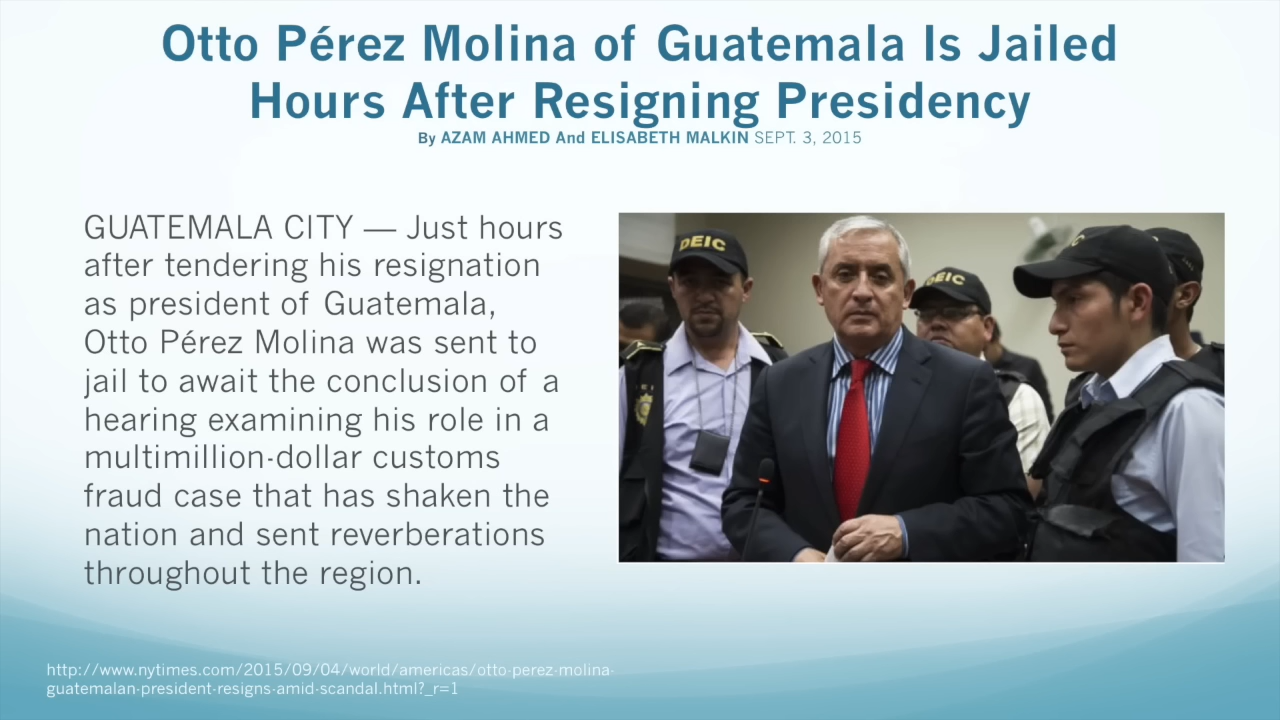 Otto Pérez Molina of Guatemala Is Jailed
Hours After Resigning Presidency
By AZAM AHMED And ELISABETH MALKIN SEPT. 3, 2015
GUATEMALA CITY — Just hours
after tendering his resignation
as president of Guatemala,
Otto Pérez Molina was sent to
jail to await the conclusion of a
hearing examining his role in a
multimillion-dollar customs
fraud case that has shaken the
nation and sent reverberations
throughout the region.
DEIC
DEIC
http://www.nytimes.com/2015/09/04/world/americas/otto-perez-molina-
guatemalan-president-resigns-amid-scandal.html?_r=1